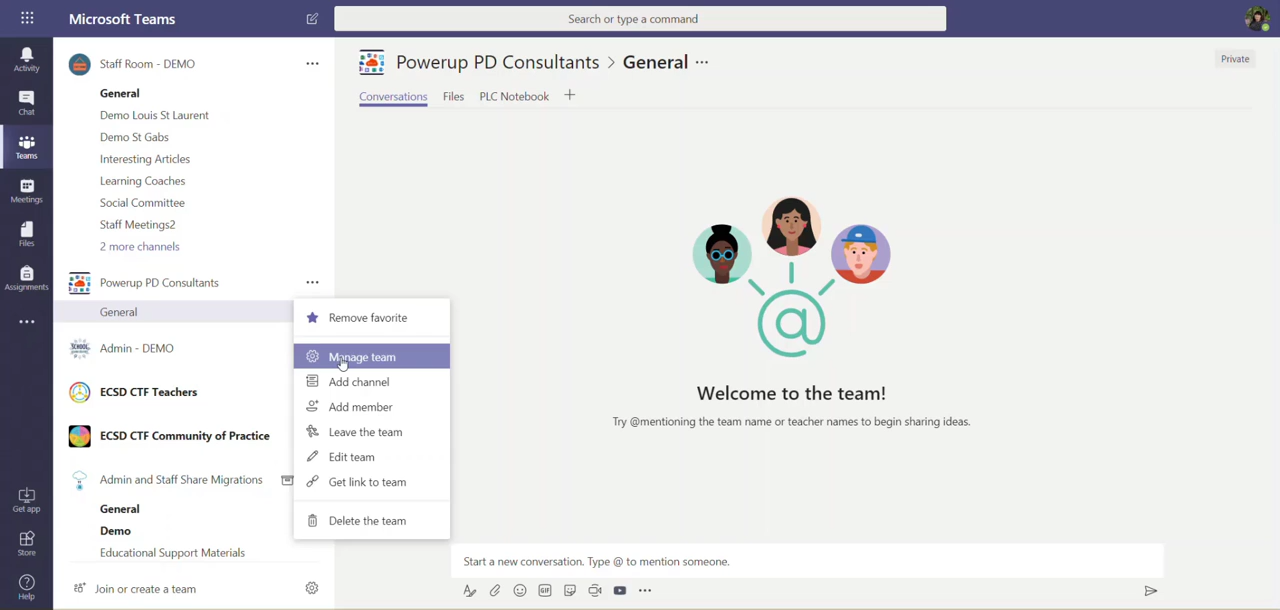 Microsoft Teams
Search or type a command
Activity
Chat
Teams
Meetings
Files
Assignments
Get app
Store
Help
Staff Room - DEMO
General
Demo Louis St Laurent
Demo St Gabs
Interesting Articles
Learning Coaches
Social Committee
Staff Meetings2
2 more channels
Powerup PD Consultants
General
Admin - DEMO
ECSD CTF Teachers
ECSD CTF Community of Practice
Admin and Staff Share Migrations
General
Demo
Educational Support Materials
Join or create a team
Remove favorite
Manage team
Add channel
Add member
Leave the team
Edit team
Get link to team
Delete the team
Powerup PD Consultants > General ...
Private
Conversations Files PLC Notebook +
Welcome to the team!
Try @mentioning the team name or teacher names to begin sharing ideas.
Start a new conversation. Type @ to mention someone.
GIF